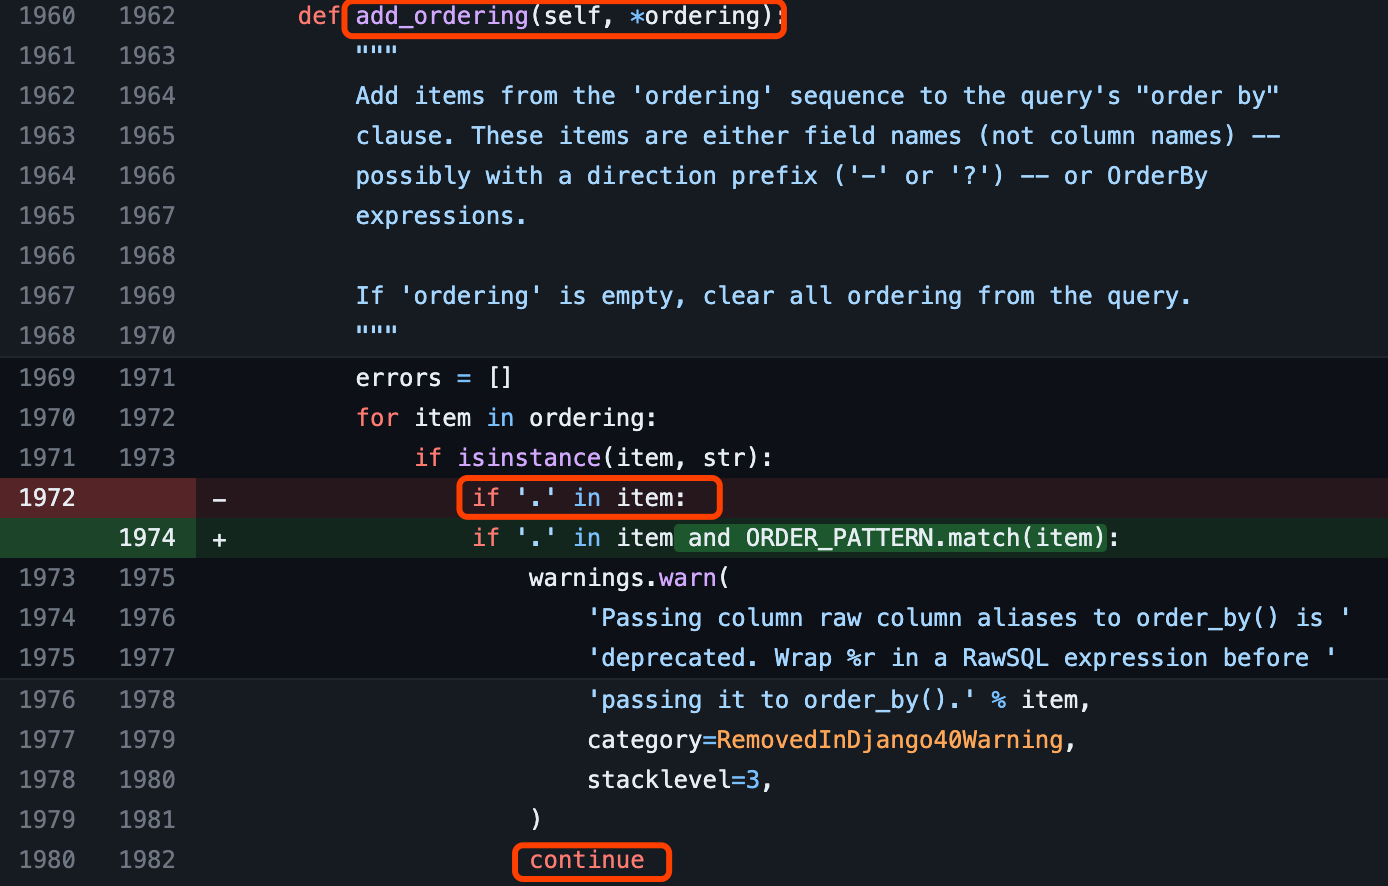 1960 1962 def add_ordering(self, *ordering):
1961 1963 """
1962 1964 Add items from the 'ordering' sequence to the query's "order by"
1963 1965 clause. These items are either field names (not column names) --
1964 1966 possibly with a direction prefix ('-' or '?') -- or OrderBy
1965 1967 expressions.
1966 1968
1967 1969 If 'ordering' is empty, clear all ordering from the query.
1968 1970 """
1969 1971 errors = []
1970 1972 for item in ordering:
1971 1973 if isinstance(item, str):
1972 - if '.' in item:
1974 + if '.' in item and ORDER_PATTERN.match(item):
1973 1975 warnings.warn(
1974 1976 'Passing column raw column aliases to order_by() is '
1975 1977 'deprecated. Wrap %r in a RawSQL expression before '
1976 1978 'passing it to order_by().' % item,
1977 1979 category=RemovedInDjango40Warning,
1978 1980 stacklevel=3,
1979 1981 )
1980 1982 continue